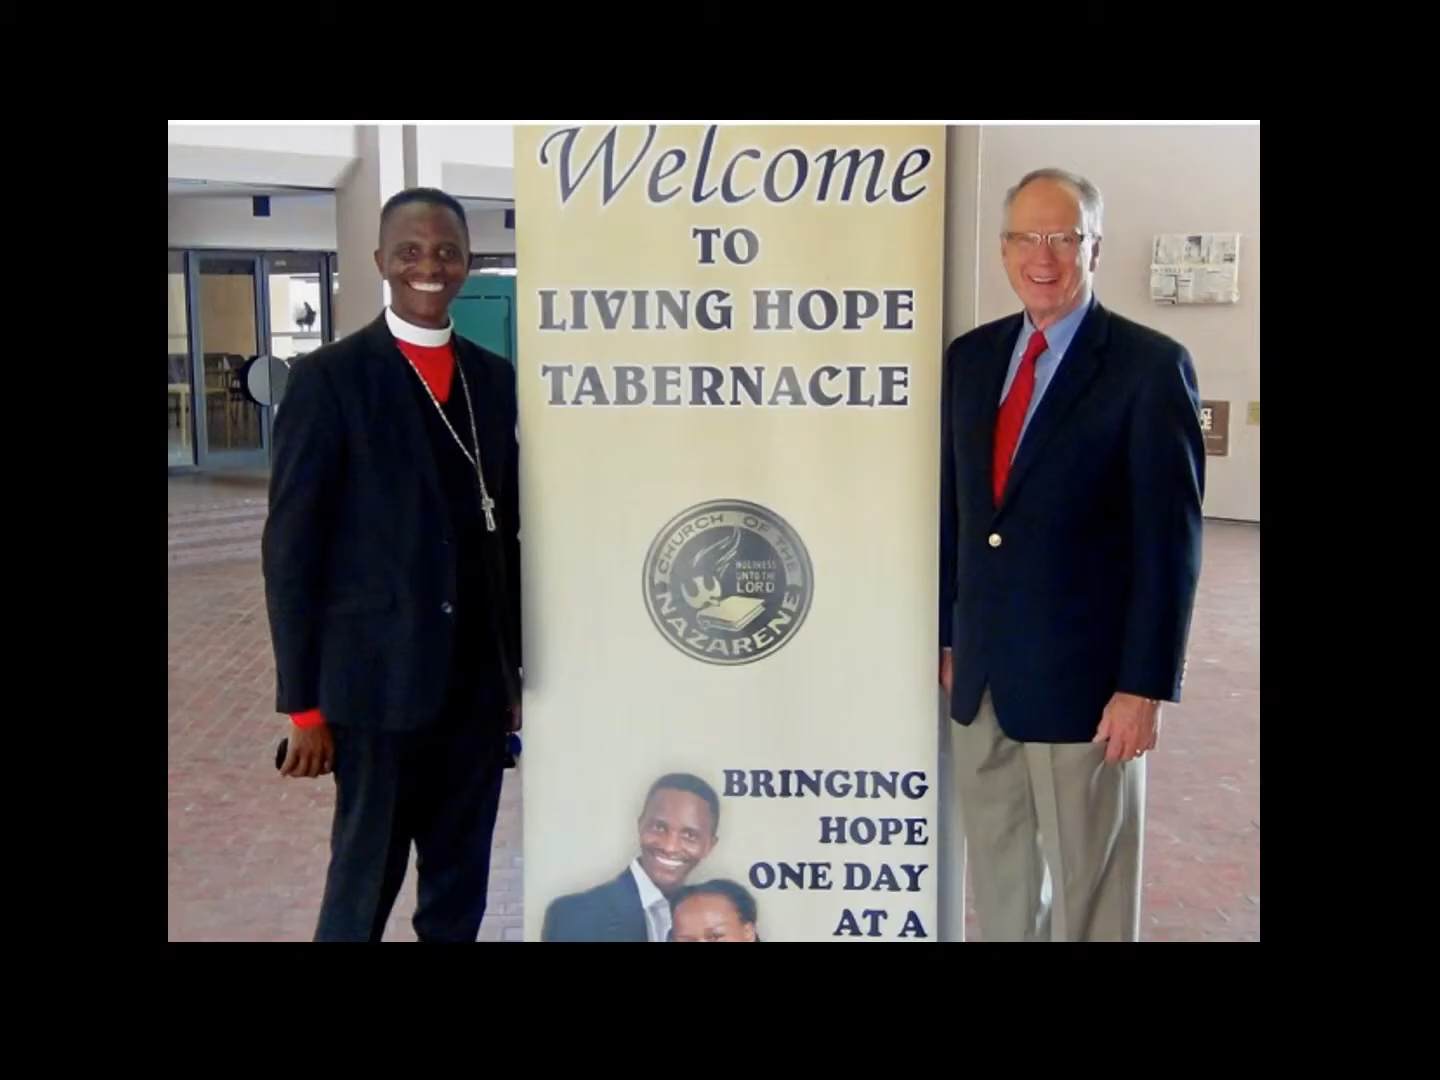 Welcome
TO
LIVING HOPE
TABERNACLE
CHURCH OF THE
HOLINESS
UNTO THE
LORD
NAZARENE
BRINGING
HOPE
ONE DAY
AT A